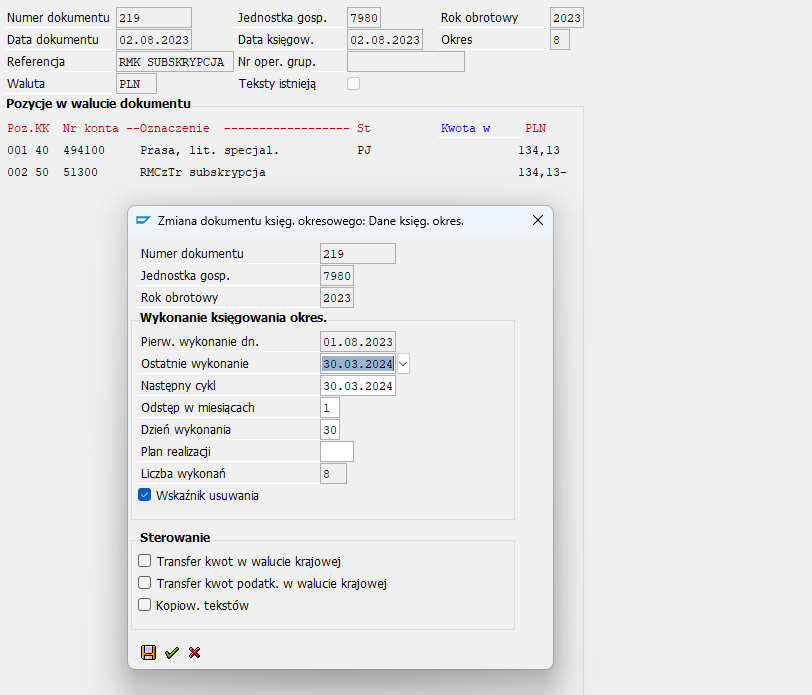 Numer dokumentu 219 Jednostka gosp. 7980 Rok obrotowy 2023
Data dokumentu 02.08.2023 Data księgow. 02.08.2023 Okres 8
Referencja RMK SUBSKRYPCJA Nr oper. grup.
Waluta PLN Teksty istnieją
Pozycje w walucie dokumentu
Poz.KK Nr konta --Oznaczenie ------------------ St Kwota w PLN
001 40 494100 Prasa, lit. specjal. PJ 134,13
002 50 51300 RMCzTr subskrypcja 134,13-
Zmiana dokumentu księg. okresowego: Dane księg. okres.
Numer dokumentu 219
Jednostka gosp. 7980
Rok obrotowy 2023
Wykonanie księgowania okres.
Pierw. wykonanie dn. 01.08.2023
Ostatnie wykonanie 30.03.2024
Następny cykl 30.03.2024
Odstęp w miesiącach 1
Dzień wykonania 30
Plan realizacji
Liczba wykonań 8
Wskaźnik usuwania
Sterowanie
Transfer kwot w walucie krajowej
Transfer kwot podatk. w walucie krajowej
Kopiow. tekstów